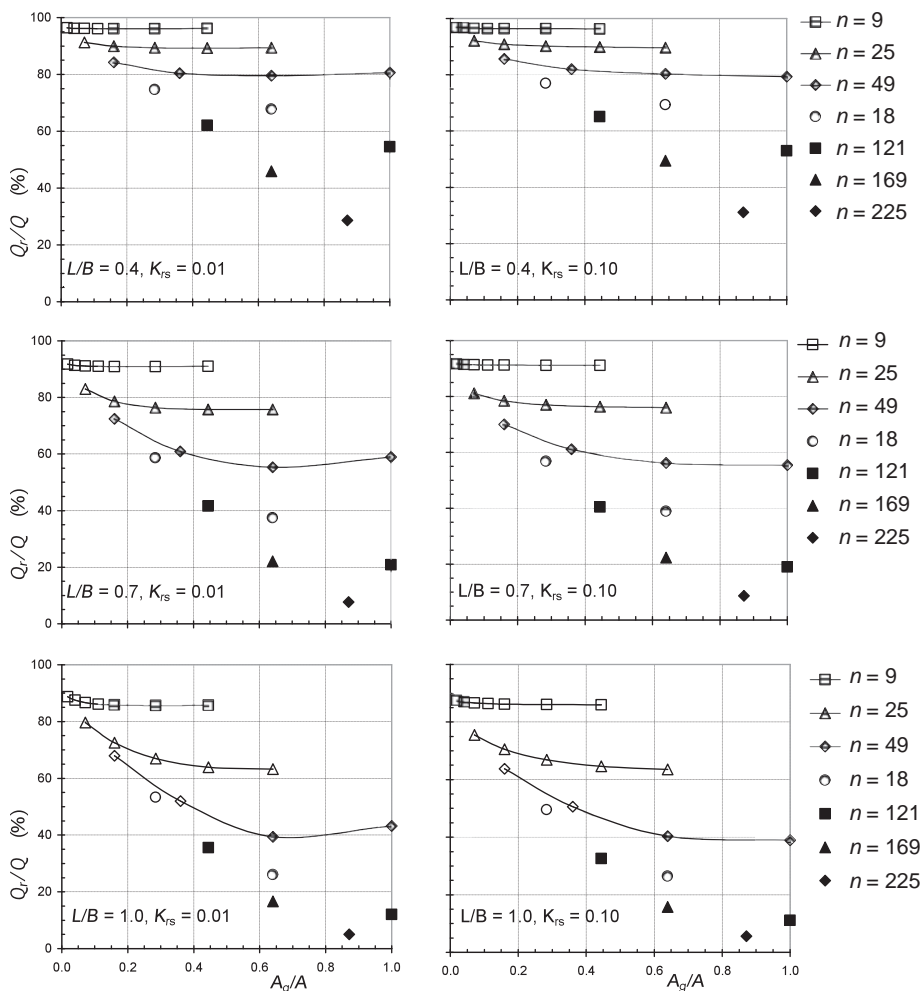 100
80
60
40
20
0
Qr/Q (%)
L/B = 0.4, Krs = 0.01
L/B = 0.4, Krs = 0.10
n = 9
n = 25
n = 49
n = 18
n = 121
n = 169
n = 225
100
80
60
40
20
0
Qr/Q (%)
L/B = 0.7, Krs = 0.01
L/B = 0.7, Krs = 0.10
n = 9
n = 25
n = 49
n = 18
n = 121
n = 169
n = 225
100
80
60
40
20
0
Qr/Q (%)
L/B = 1.0, Krs = 0.01
0.0 0.2 0.4 0.6 0.8 1.0
Ag/A
L/B = 1.0, Krs = 0.10
0.0 0.2 0.4 0.6 0.8 1.0
Ag/A
n = 9
n = 25
n = 49
n = 18
n = 121
n = 169
n = 225